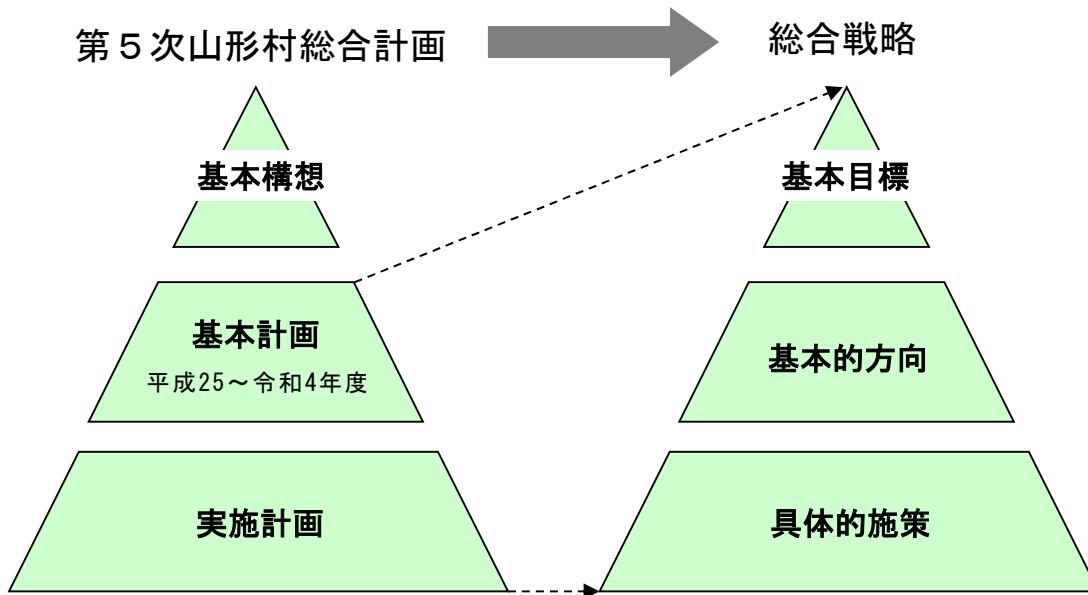 第５次山形村総合計画
総合戦略
基本構想
基本計画
平成25～令和4年度
実施計画
基本目標
基本的方向
具体的施策